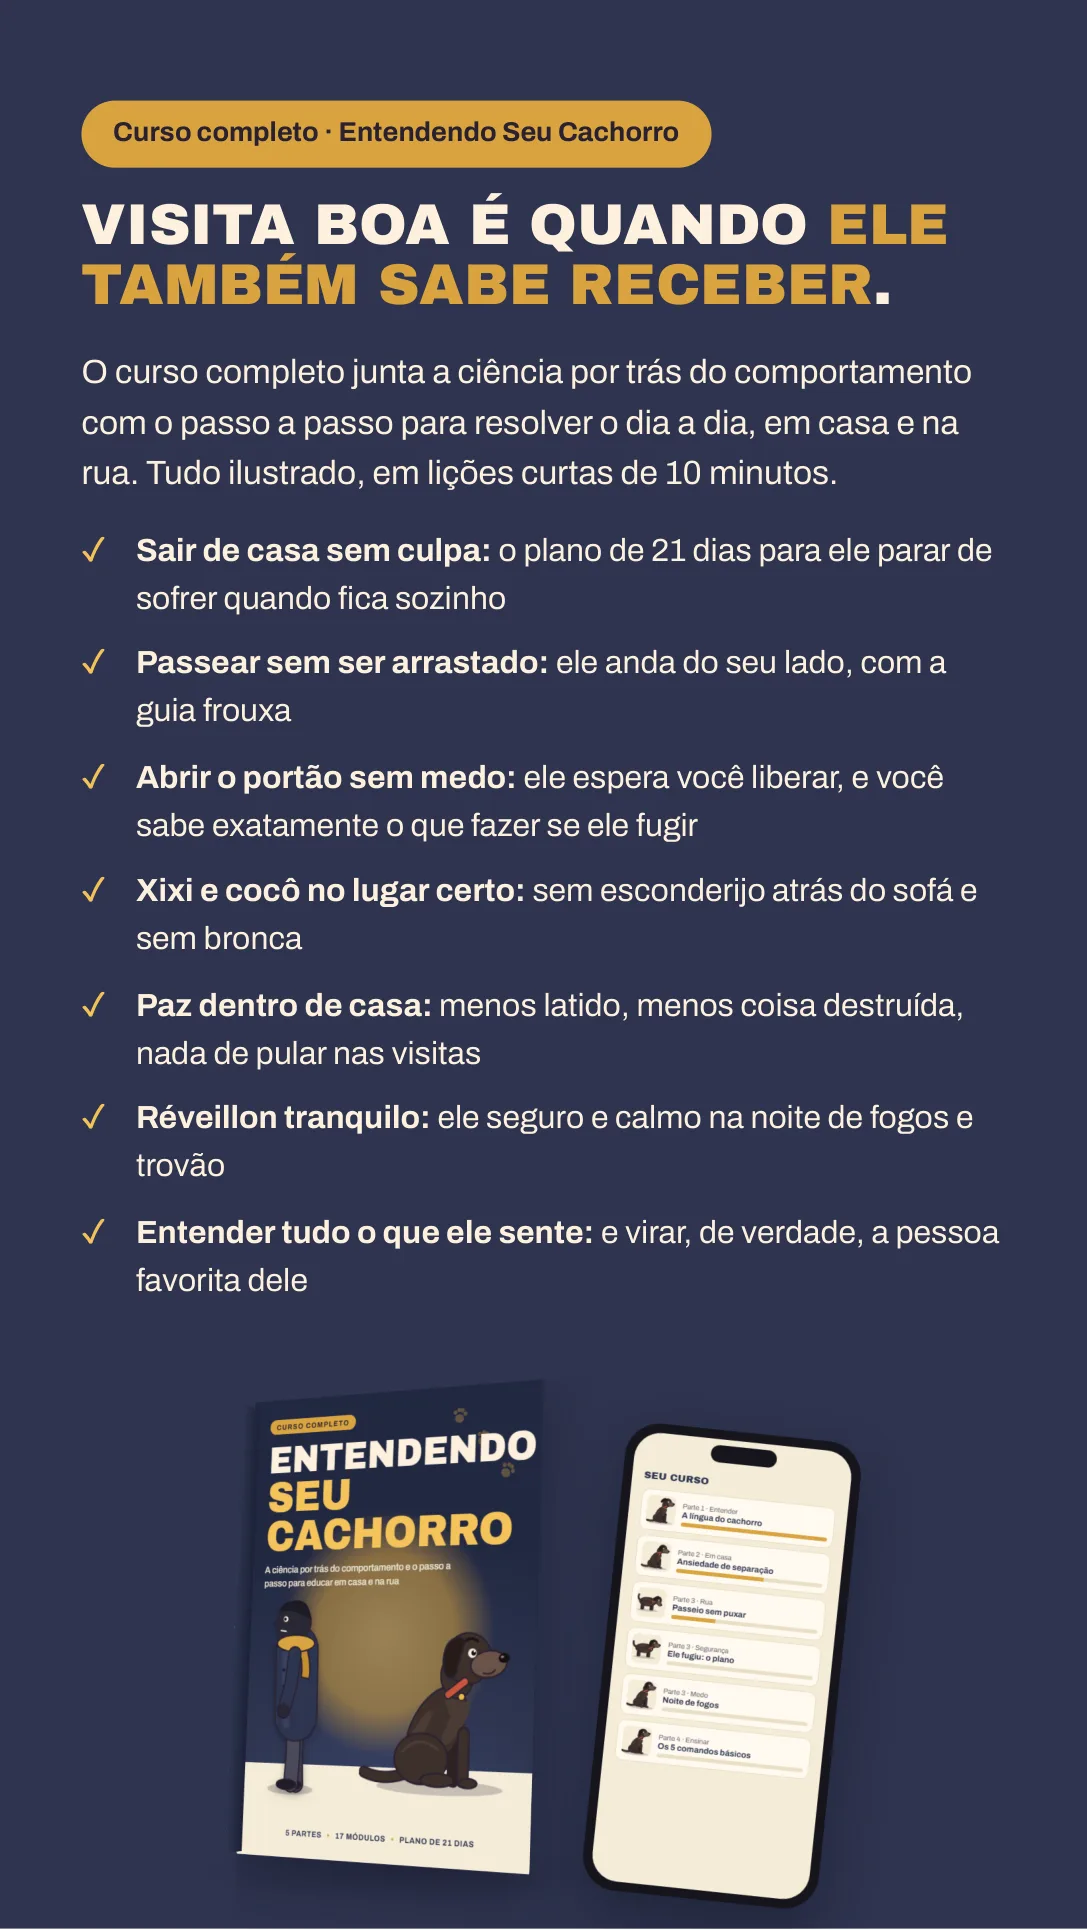 Curso completo · Entendendo Seu Cachorro
VISITA BOA É QUANDO ELE
TAMBÉM SABE RECEBER.
O curso completo junta a ciência por trás do comportamento
com o passo a passo para resolver o dia a dia, em casa e na
rua. Tudo ilustrado, em lições curtas de 10 minutos.
✓ Sair de casa sem culpa: o plano de 21 dias para ele parar de
sofrer quando fica sozinho
✓ Passear sem ser arrastado: ele anda do seu lado, com a
guia frouxa
✓ Abrir o portão sem medo: ele espera você liberar, e você
sabe exatamente o que fazer se ele fugir
✓ Xixi e cocô no lugar certo: sem esconderijo atrás do sofá e
sem bronca
✓ Paz dentro de casa: menos latido, menos coisa destruída,
nada de pular nas visitas
✓ Réveillon tranquilo: ele seguro e calmo na noite de fogos e
trovão
✓ Entender tudo o que ele sente: e virar, de verdade, a pessoa
favorita dele
CURSO COMPLETO
ENTENDENDO
SEU
CACHORRO
A ciência por trás do comportamento e o passo a
passo para educar em casa e na rua
5 PARTES • 17 MÓDULOS • PLANO DE 21 DIAS
SEU CURSO
Parte 1 · Entender
A língua do cachorro
Parte 2 · Em casa
Ansiedade de separação
Parte 3 · Rua
Passeio sem puxar
Parte 3 · Segurança
Ele fugiu: o plano
Parte 3 · Medo
Noite de fogos
Parte 4 · Ensinar
Os 5 comandos básicos